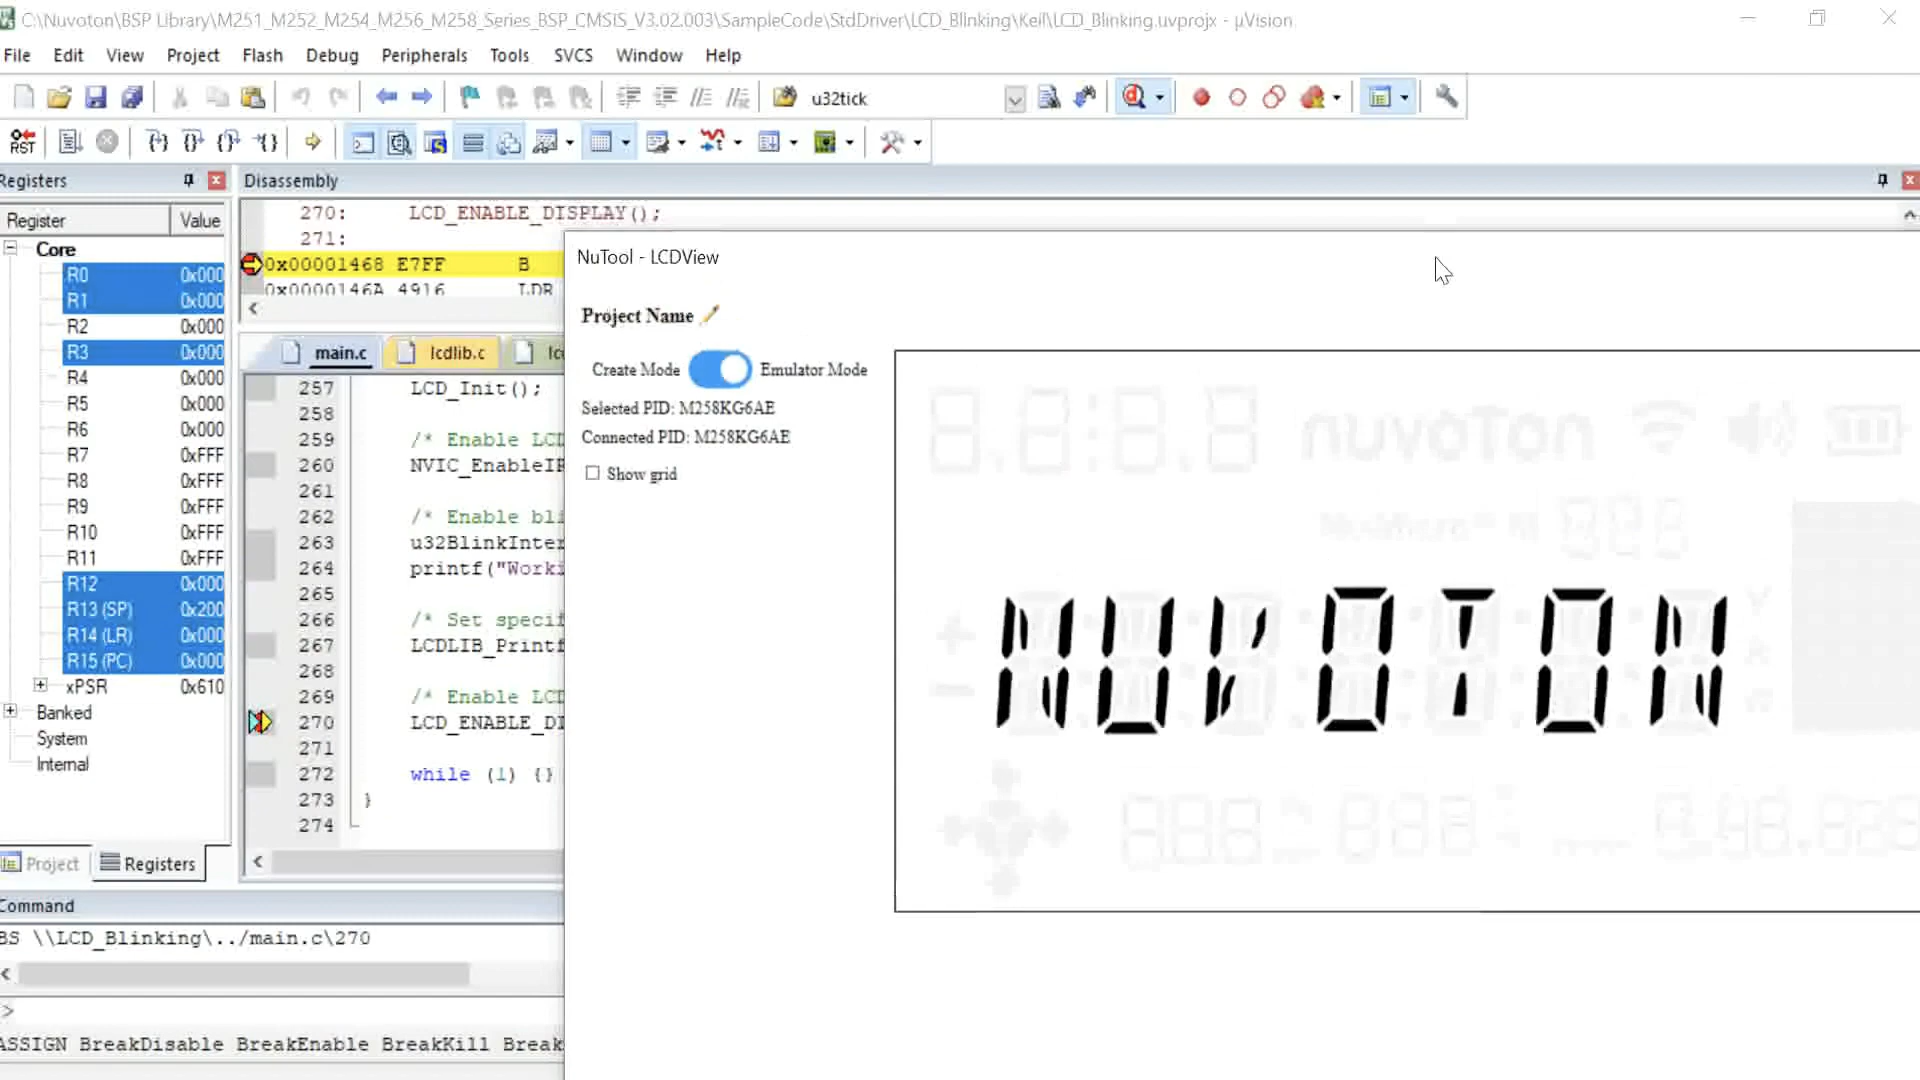 C:\Nuvoton\BSP Library\M251_M252_M254_M256_M258_Series_BSP_CMSIS_V3.02.003\SampleCode\StdDriver\LCD_Blinking\Keil\LCD_Blinking.uvprojx - µVision
File Edit View Project Flash Debug Peripherals Tools SVCS Window Help
u32tick
RST
Registers
Disassembly
Register Value
Core
R0 0x000
R1 0x000
R2 0x000
R3 0x000
R4 0x000
R5 0x000
R6 0x000
R7 0xFFF
R8 0xFFF
R9 0xFFF
R10 0xFFF
R11 0xFFF
R12 0x000
R13 (SP) 0x200
R14 (LR) 0x000
R15 (PC) 0x000
xPSR 0x610
Banked
System
Internal
Project Registers
270: LCD_ENABLE_DISPLAY();
271:
0x00001468 E7FF B
0x0000146A 4916 LDR
main.c lcdlib.c lc
257 LCD_Init();
258
259 /* Enable LCD
260 NVIC_EnableIR
261
262 /* Enable bli
263 u32BlinkInter
264 printf("Worki
265
266 /* Set specif
267 LCDLIB_Printf
268
269 /* Enable LCD
270 LCD_ENABLE_DI
271
272 while (1) {}
273 }
274
NuTool - LCDView
Project Name
Create Mode Emulator Mode
Selected PID: M258KG6AE
Connected PID: M258KG6AE
Show grid
nuvoTon
NUVOTON
Command
BS \\LCD_Blinking\../main.c\270
>
ASSIGN BreakDisable BreakEnable BreakKill Break